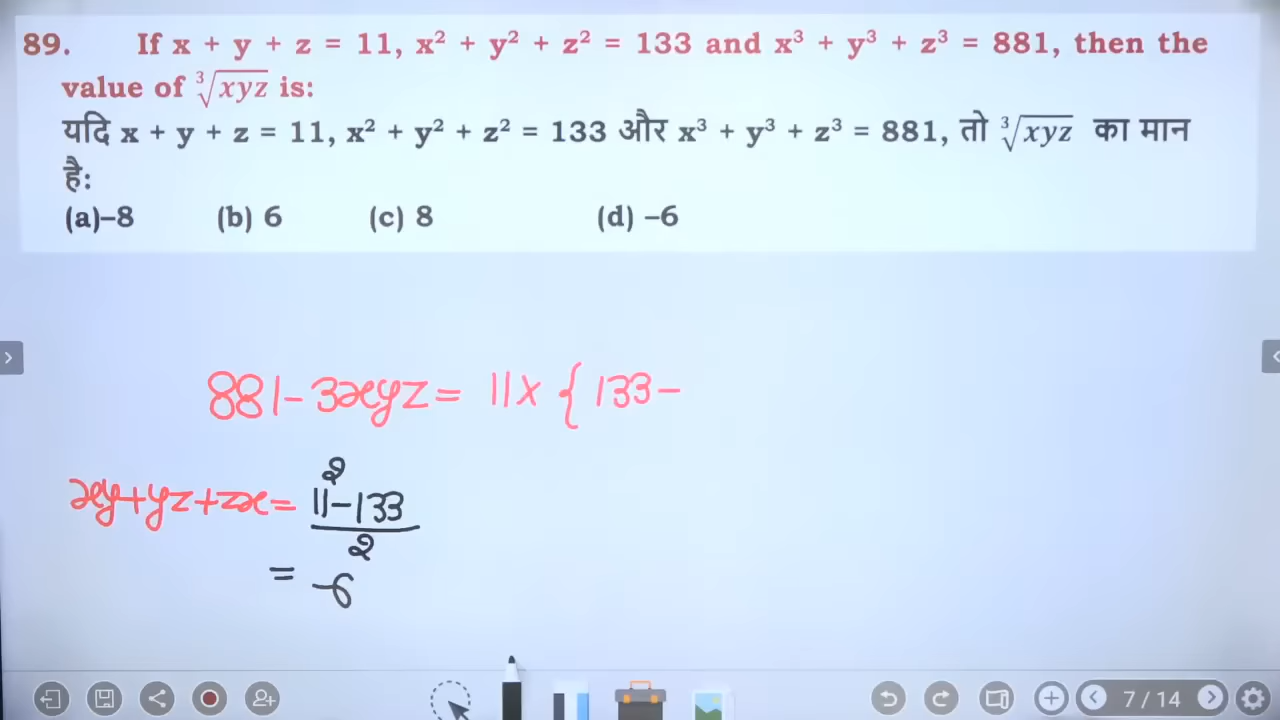 89. If x + y + z = 11, x² + y² + z² = 133 and x³ + y³ + z³ = 881, then the
value of ∛xyz is:
यदि x + y + z = 11, x² + y² + z² = 133 और x³ + y³ + z³ = 881, तो ∛xyz का मान
है:
(a)–8 (b) 6 (c) 8 (d) –6
881-3xyz = 11x { 133-
xy+yz+zx = 11² - 133
2
= -6
7 / 14